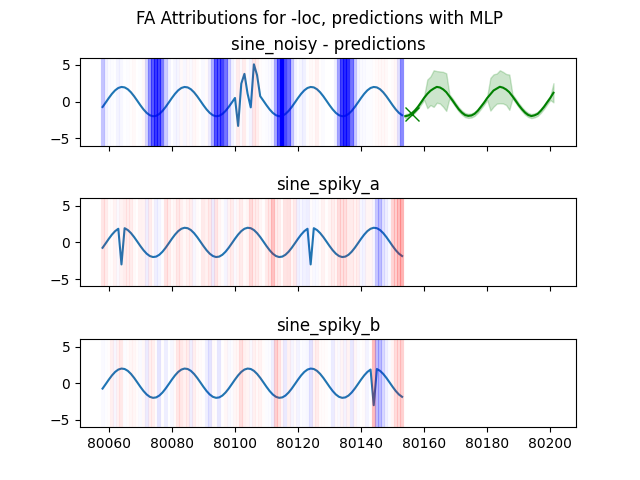 FA Attributions for -loc, predictions with MLP
sine_noisy - predictions
5
0
−5
sine_spiky_a
5
0
−5
sine_spiky_b
5
0
−5
80060 80080 80100 80120 80140 80160 80180 80200